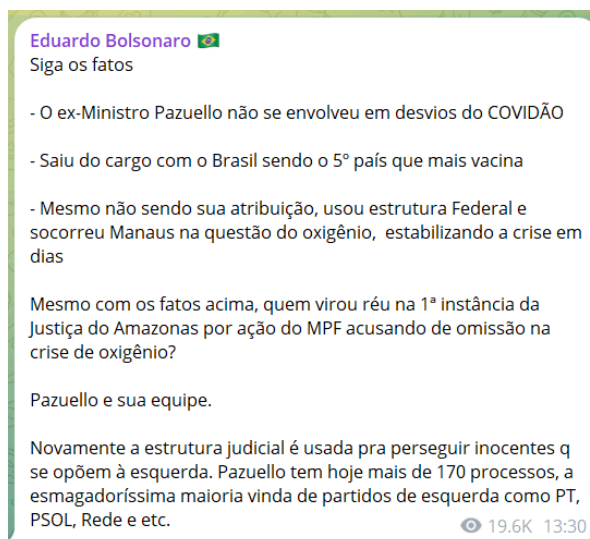 Eduardo Bolsonaro 🇧🇷
Siga os fatos
- O ex-Ministro Pazuello não se envolveu em desvios do COVIDÃO
- Saiu do cargo com o Brasil sendo o 5º país que mais vacina
- Mesmo não sendo sua atribuição, usou estrutura Federal e
socorreu Manaus na questão do oxigênio,  estabilizando a crise em
dias
Mesmo com os fatos acima, quem virou réu na 1ª instância da
Justiça do Amazonas por ação do MPF acusando de omissão na
crise de oxigênio?
Pazuello e sua equipe.
Novamente a estrutura judicial é usada pra perseguir inocentes q
se opõem à esquerda. Pazuello tem hoje mais de 170 processos, a
esmagadoríssima maioria vinda de partidos de esquerda como PT,
PSOL, Rede e etc.
19.6K 13:30